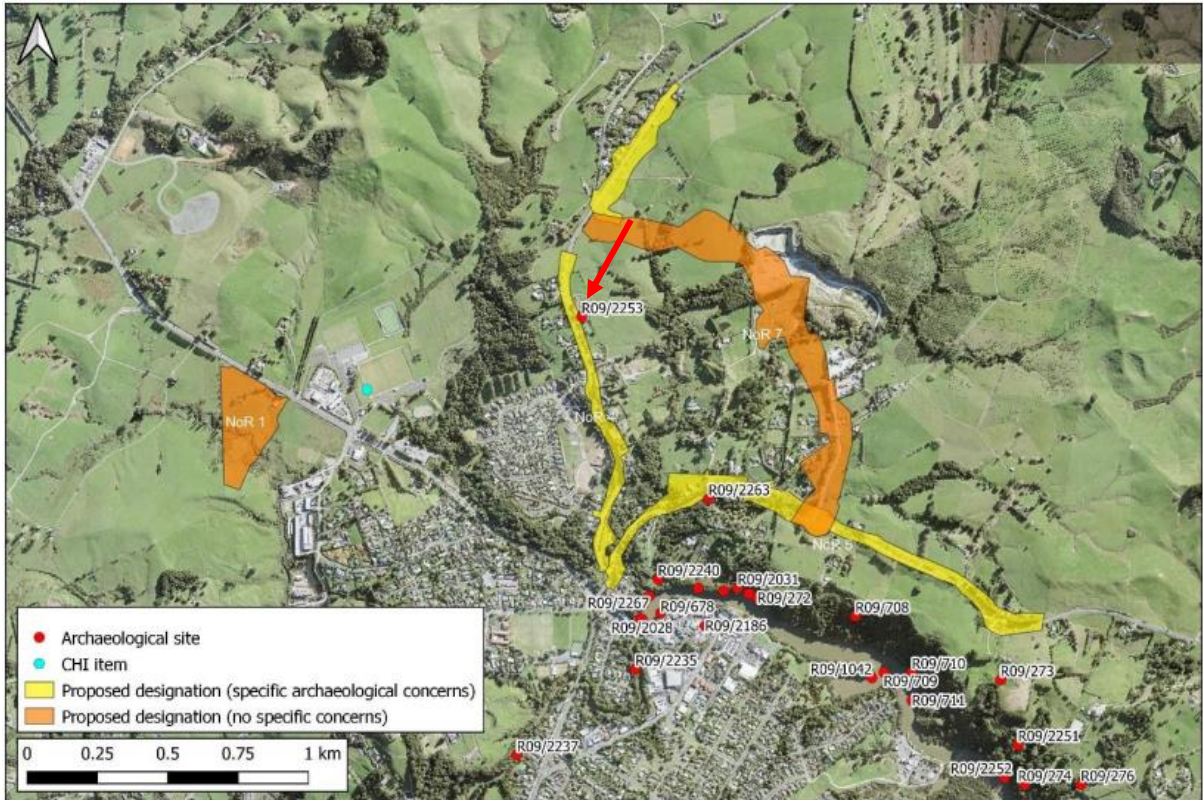 R09/2253
NoR 7
NoR 1
NoR
R09/2263
NoR 6
R09/2240
R09/2031
R09/2267
R09/678
R09/272
R09/2028
R09/2186
R09/708
R09/2235
R09/1042
R09/710
R09/709
R09/273
R09/711
R09/2237
R09/2251
R09/2252
R09/274
R09/276
Archaeological site
CHI item
Proposed designation (specific archaeological concerns)
Proposed designation (no specific concerns)
0 0.25 0.5 0.75 1 km